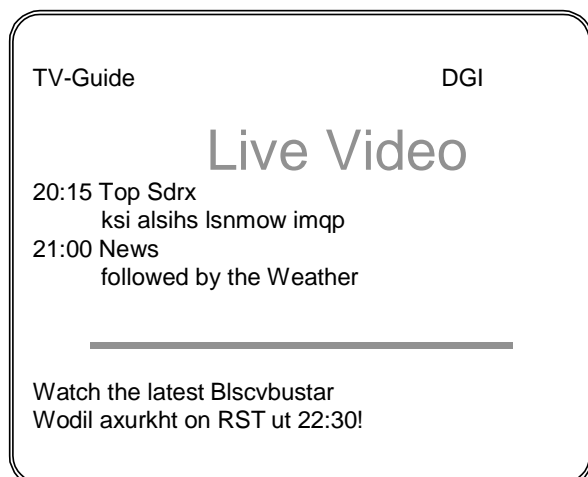 TV-Guide DGI
Live Video
20:15 Top Sdrx
ksi alsihs lsnmow imqp
21:00 News
followed by the Weather
Watch the latest Blscvbustar
Wodil axurkht on RST ut 22:30!